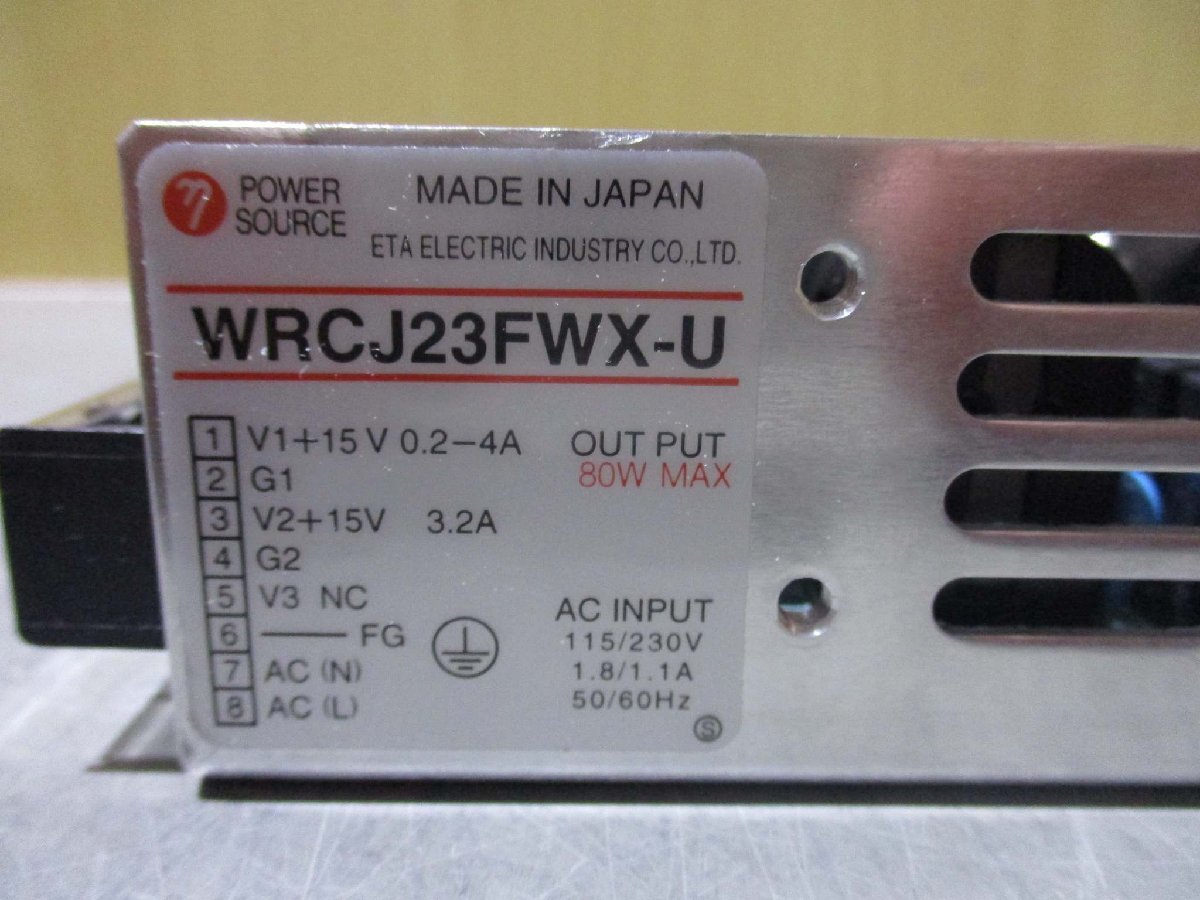 η POWER SOURCE
MADE IN JAPAN
ETA ELECTRIC INDUSTRY CO.,LTD.
WRCJ23FWX-U
1 V1+15V 0.2-4A
2 G1
3 V2+15V 3.2A
4 G2
5 V3 NC
6 —— FG
7 AC (N)
8 AC (L)
OUT PUT
80W MAX
AC INPUT
115/230V
1.8/1.1A
50/60Hz
S